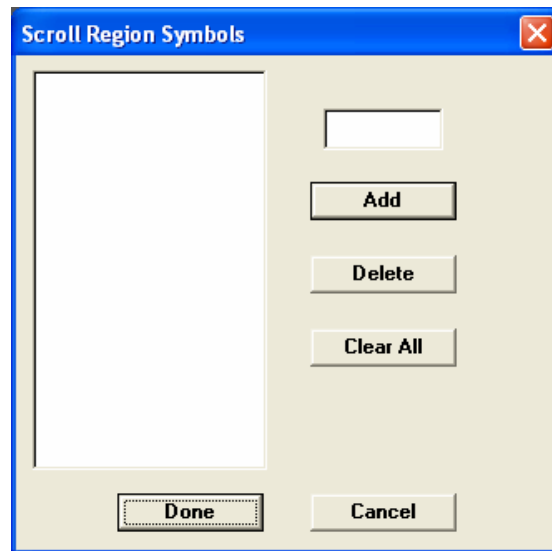 Scroll Region Symbols
Add
Delete
Clear All
Done
Cancel